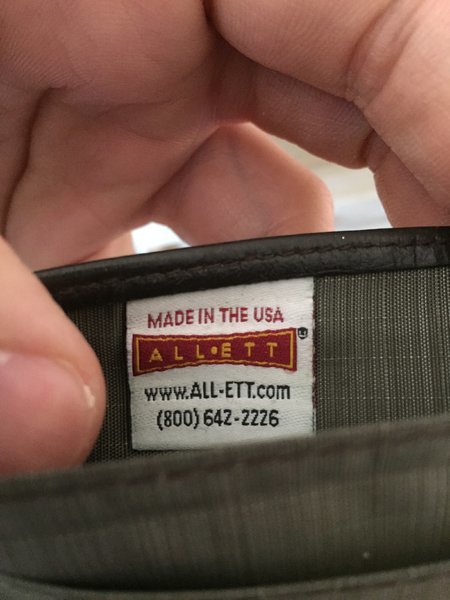 MADE IN THE USA
ALL•ETT
www.ALL-ETT.com
(800) 642-2226